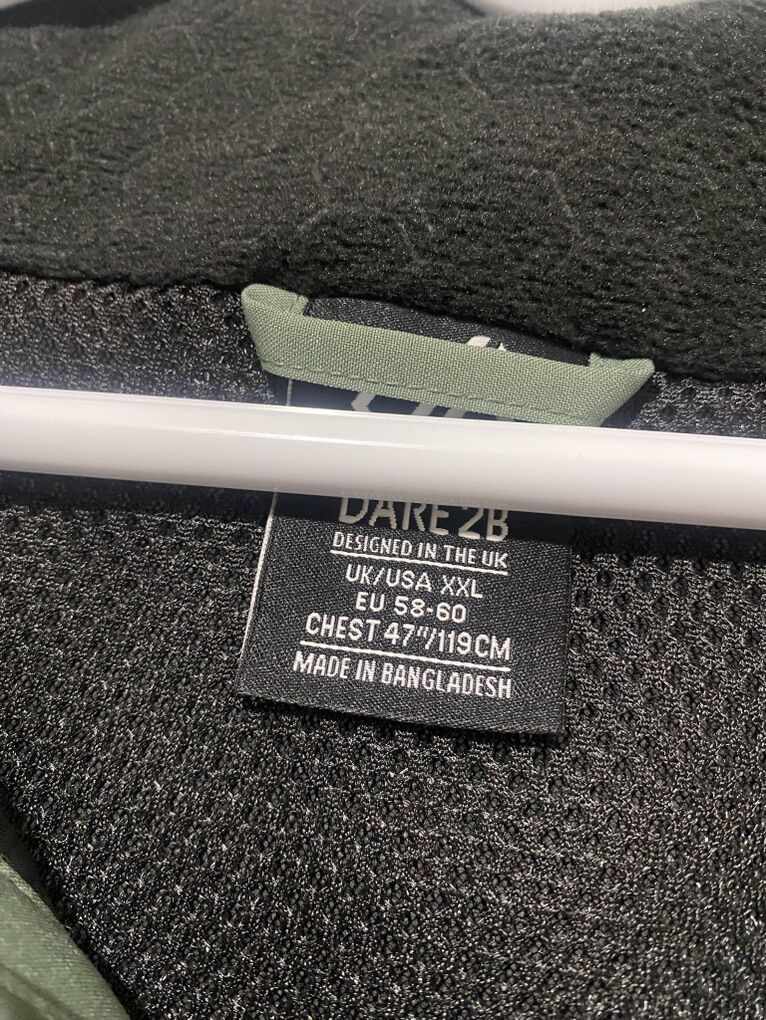 DARE 2B
DESIGNED IN THE UK
UK/USA XXL
EU 58-60
CHEST 47"/119CM
MADE IN BANGLADESH